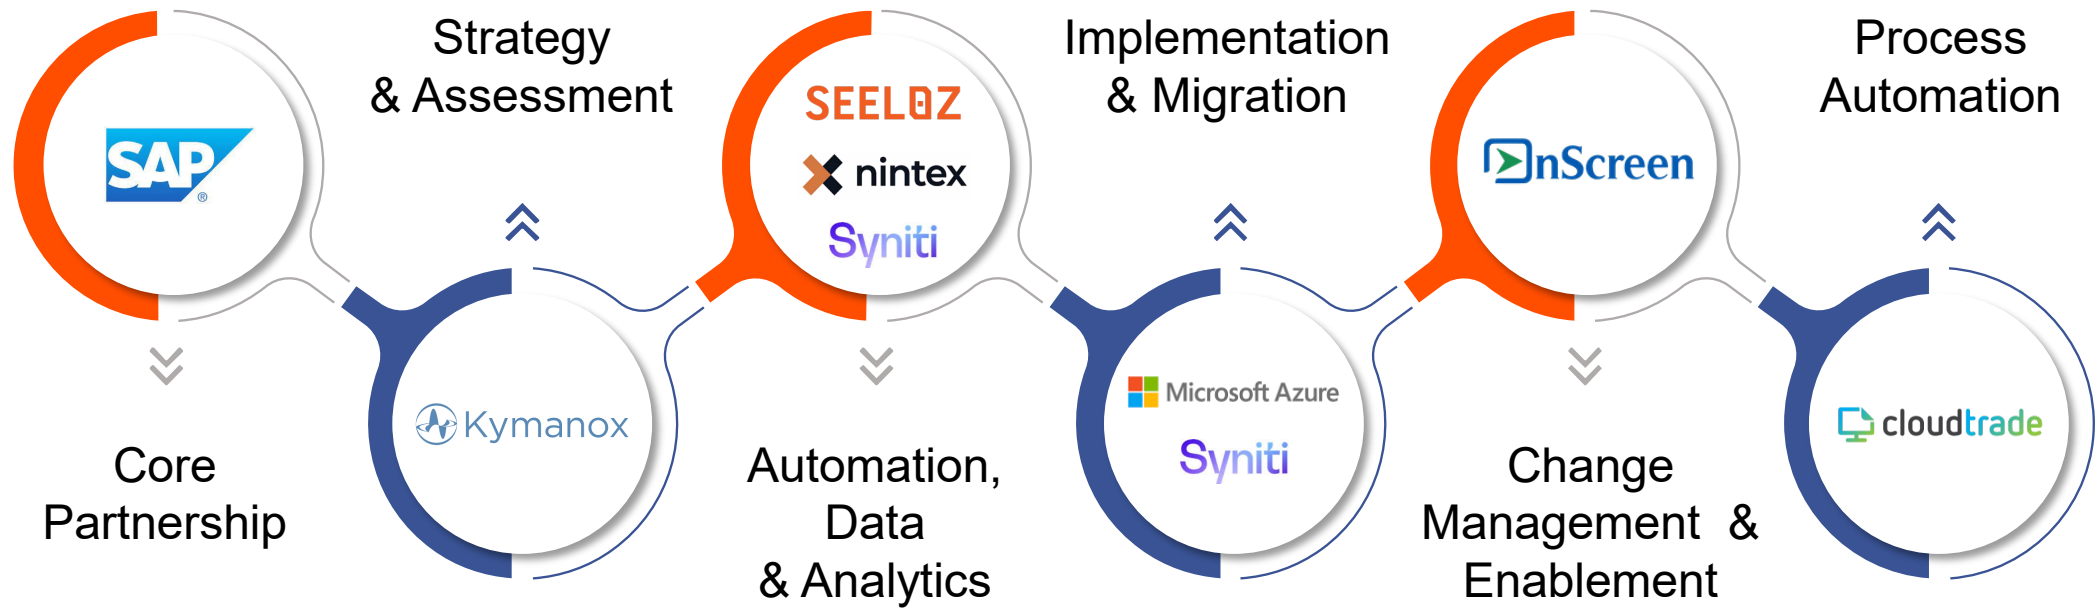 SAP
®
Core
Partnership
Strategy
& Assessment
Kymanox
SEELOZ
nintex
Syniti
Automation,
Data
& Analytics
Implementation
& Migration
Microsoft Azure
Syniti
OnScreen
Change
Management &
Enablement
Process
Automation
cloudtrade